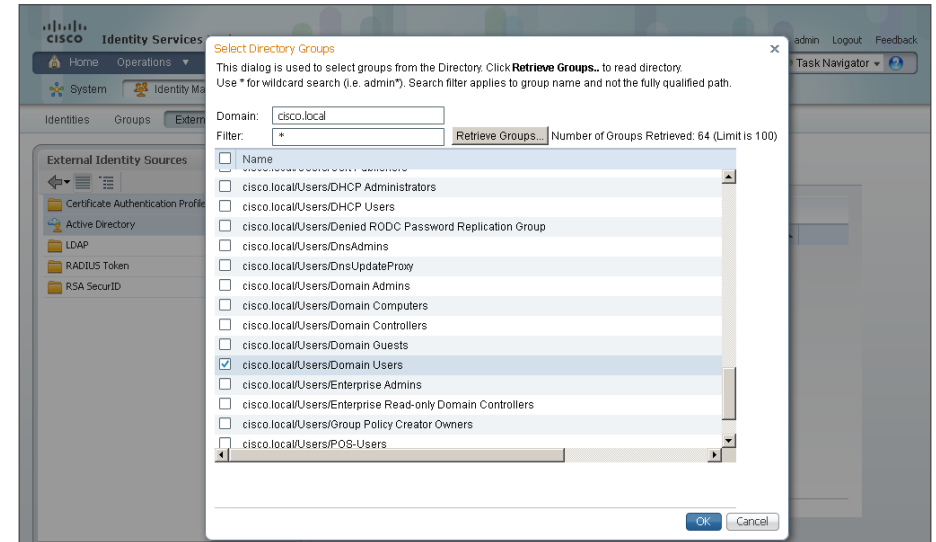 CISCO Identity Services
admin Logout Feedback
Home Operations
Task Navigator
System Identity Ma
Identities Groups Extern
External Identity Sources
Certificate Authentication Profile
Active Directory
LDAP
RADIUS Token
RSA SecurID
Select Directory Groups
This dialog is used to select groups from the Directory. Click Retrieve Groups.. to read directory.
Use * for wildcard search (i.e. admin*). Search filter applies to group name and not the fully qualified path.
Domain: cisco.local
Filter: * Retrieve Groups... Number of Groups Retrieved: 64 (Limit is 100)
Name
cisco.local/Users/DHCP Administrators
cisco.local/Users/DHCP Users
cisco.local/Users/Denied RODC Password Replication Group
cisco.local/Users/DnsAdmins
cisco.local/Users/DnsUpdateProxy
cisco.local/Users/Domain Admins
cisco.local/Users/Domain Computers
cisco.local/Users/Domain Controllers
cisco.local/Users/Domain Guests
cisco.local/Users/Domain Users
cisco.local/Users/Enterprise Admins
cisco.local/Users/Enterprise Read-only Domain Controllers
cisco.local/Users/Group Policy Creator Owners
cisco.local/Users/POS-Users
OK Cancel